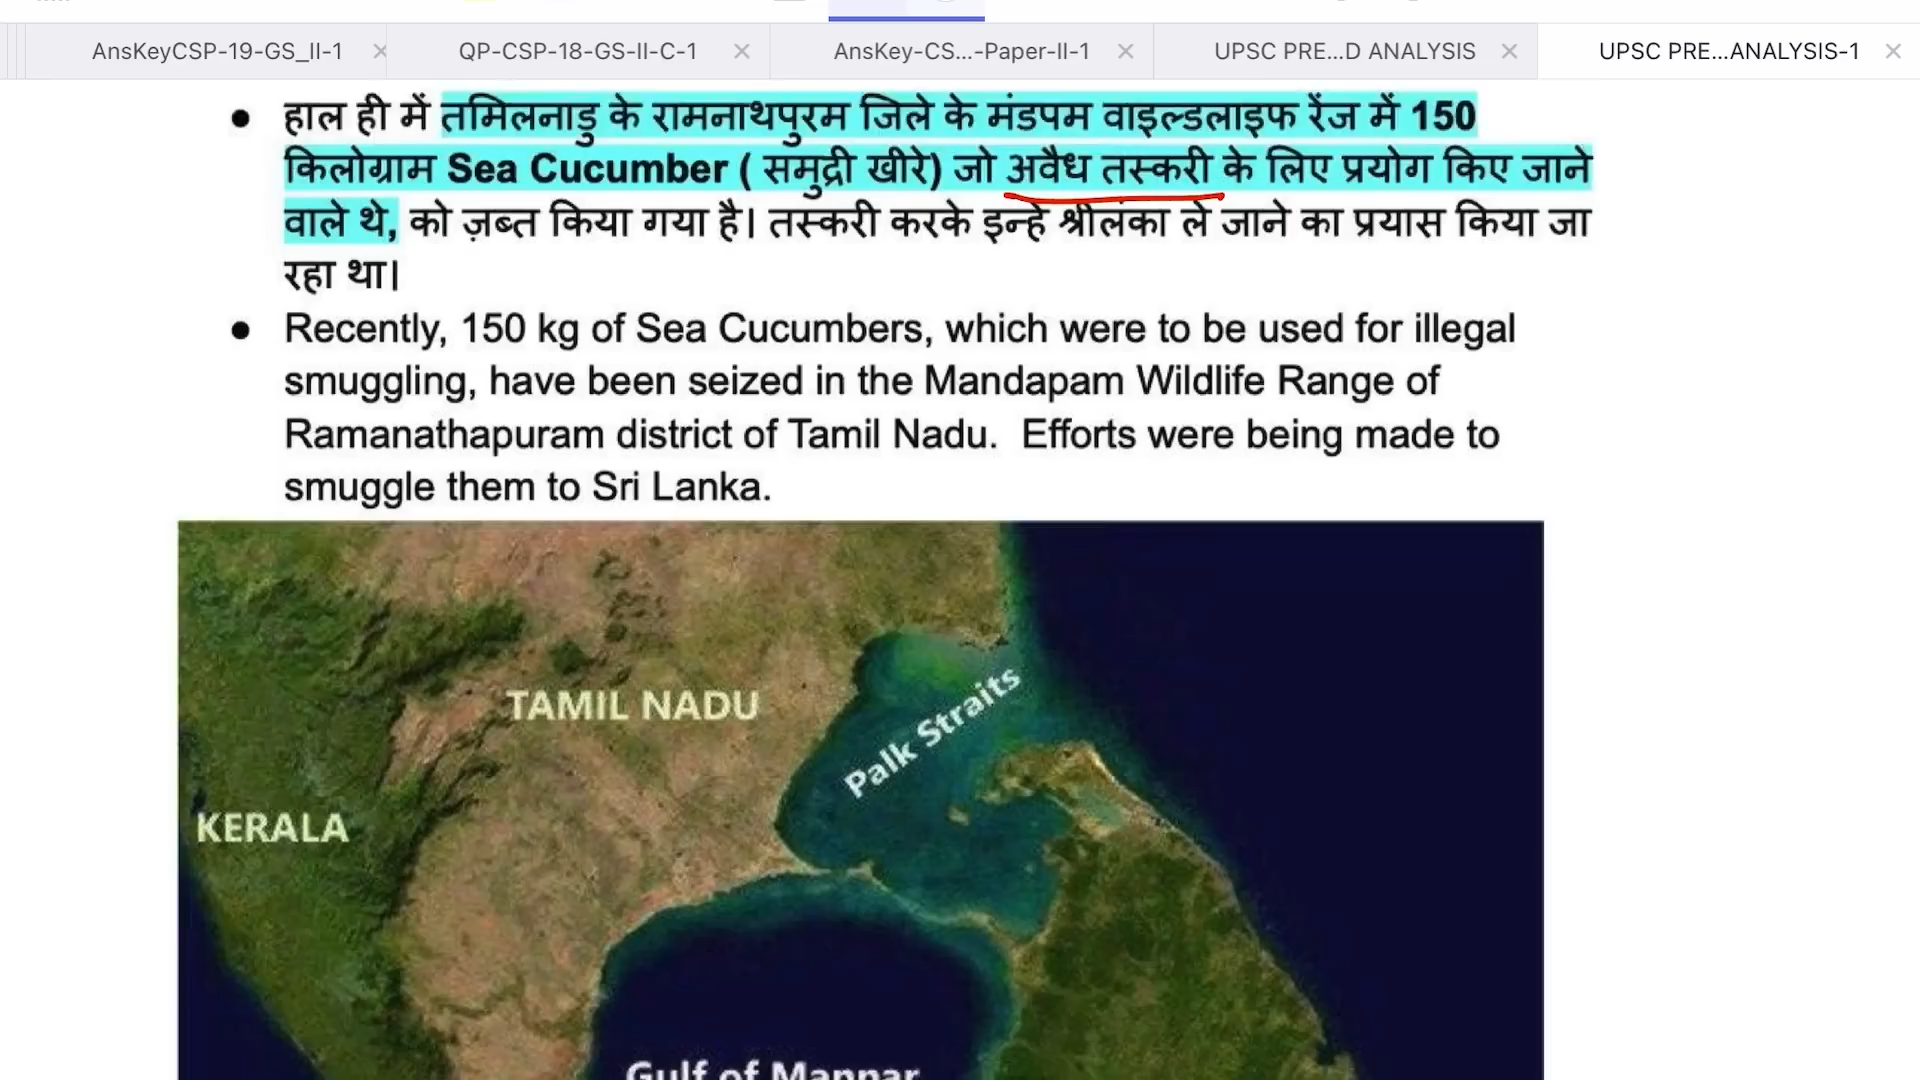 AnsKeyCSP-19-GS_II-1
QP-CSP-18-GS-II-C-1
AnsKey-CS...-Paper-II-1
UPSC PRE...D ANALYSIS
UPSC PRE...ANALYSIS-1
हाल ही में तमिलनाडु के रामनाथपुरम जिले के मंडपम वाइल्डलाइफ रेंज में 150
किलोग्राम Sea Cucumber ( समुद्री खीरे) जो अवैध तस्करी के लिए प्रयोग किए जाने
वाले थे, को ज़ब्त किया गया है। तस्करी करके इन्हे श्रीलंका ले जाने का प्रयास किया जा
रहा था।
Recently, 150 kg of Sea Cucumbers, which were to be used for illegal
smuggling, have been seized in the Mandapam Wildlife Range of
Ramanathapuram district of Tamil Nadu. Efforts were being made to
smuggle them to Sri Lanka.
TAMIL NADU
Palk Straits
KERALA
Gulf of Mannar